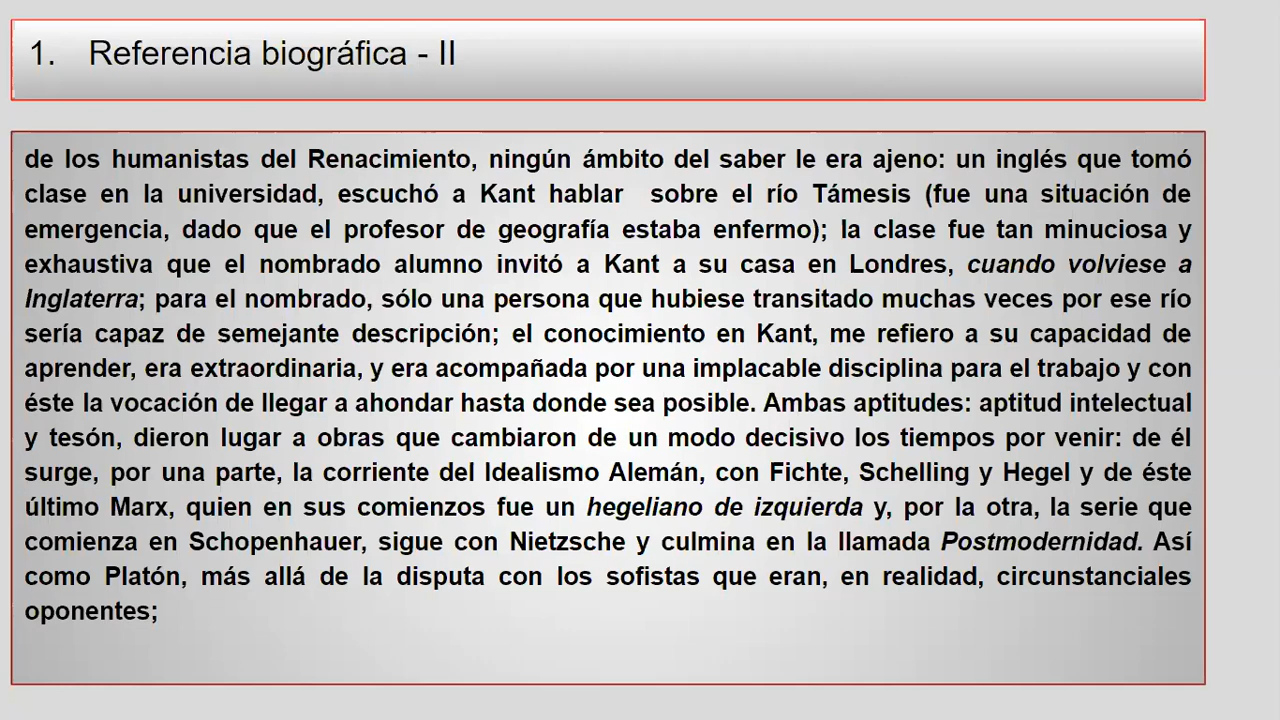 1. Referencia biográfica - II
de los humanistas del Renacimiento, ningún ámbito del saber le era ajeno: un inglés que tomó
clase en la universidad, escuchó a Kant hablar sobre el río Támesis (fue una situación de
emergencia, dado que el profesor de geografía estaba enfermo); la clase fue tan minuciosa y
exhaustiva que el nombrado alumno invitó a Kant a su casa en Londres, cuando volviese a
Inglaterra; para el nombrado, sólo una persona que hubiese transitado muchas veces por ese río
sería capaz de semejante descripción; el conocimiento en Kant, me refiero a su capacidad de
aprender, era extraordinaria, y era acompañada por una implacable disciplina para el trabajo y con
éste la vocación de llegar a ahondar hasta donde sea posible. Ambas aptitudes: aptitud intelectual
y tesón, dieron lugar a obras que cambiaron de un modo decisivo los tiempos por venir: de él
surge, por una parte, la corriente del Idealismo Alemán, con Fichte, Schelling y Hegel y de éste
último Marx, quien en sus comienzos fue un hegeliano de izquierda y, por la otra, la serie que
comienza en Schopenhauer, sigue con Nietzsche y culmina en la llamada Postmodernidad. Así
como Platón, más allá de la disputa con los sofistas que eran, en realidad, circunstanciales
oponentes;